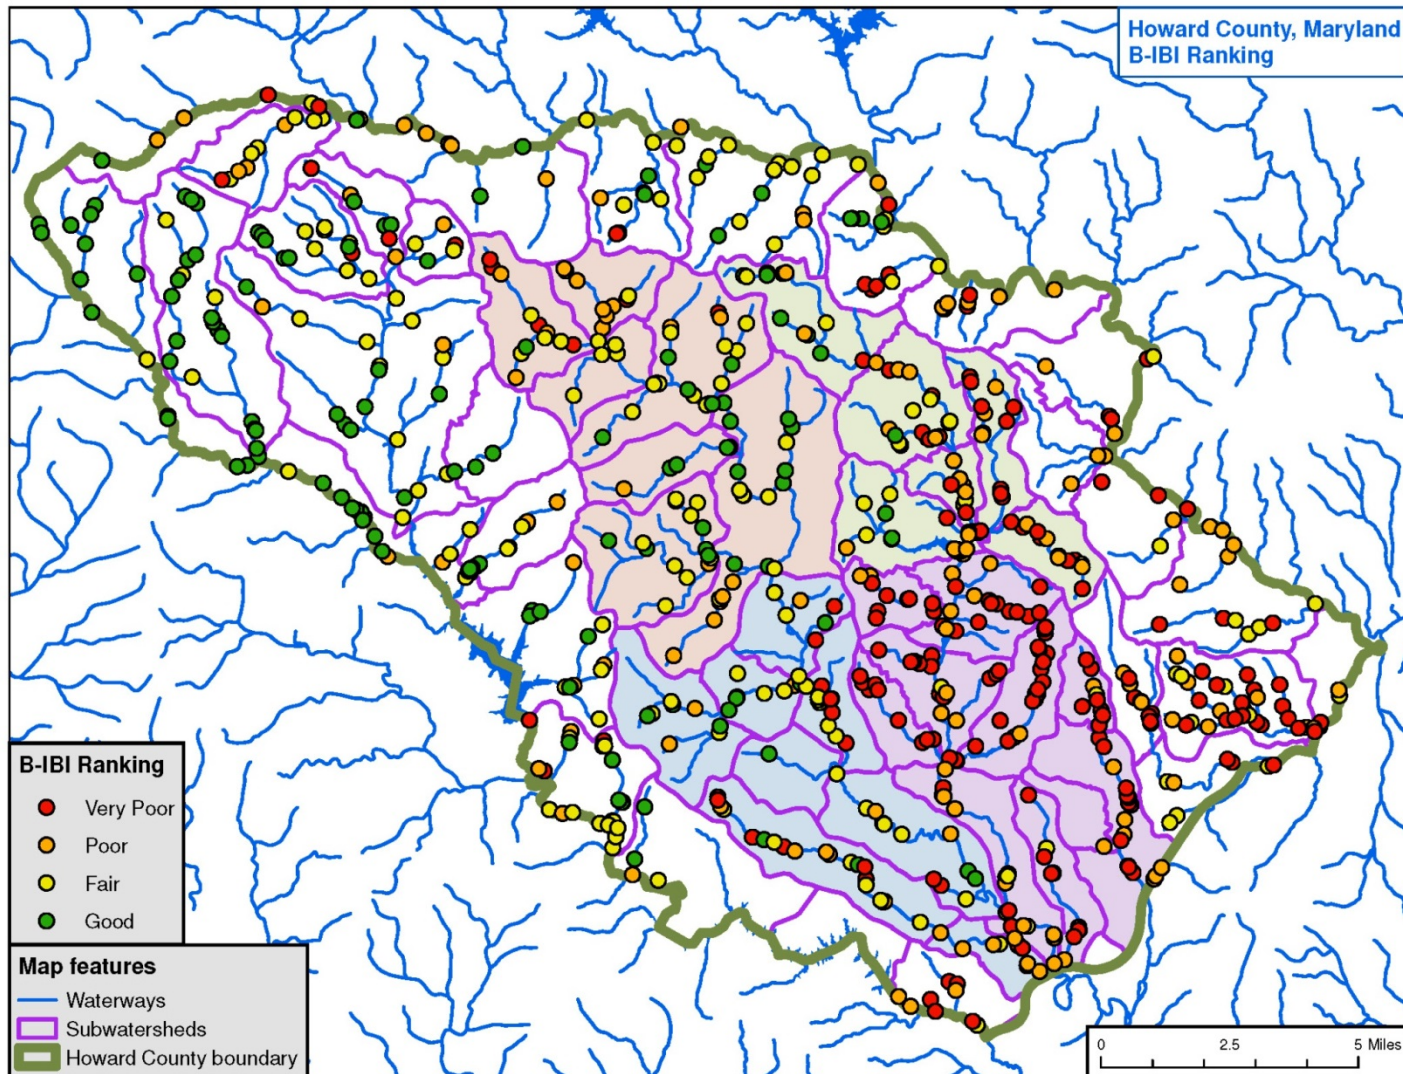 Howard County, Maryland
B-IBI Ranking
B-IBI Ranking
Very Poor
Poor
Fair
Good
Map features
Waterways
Subwatersheds
Howard County boundary
0 2.5 5 Miles